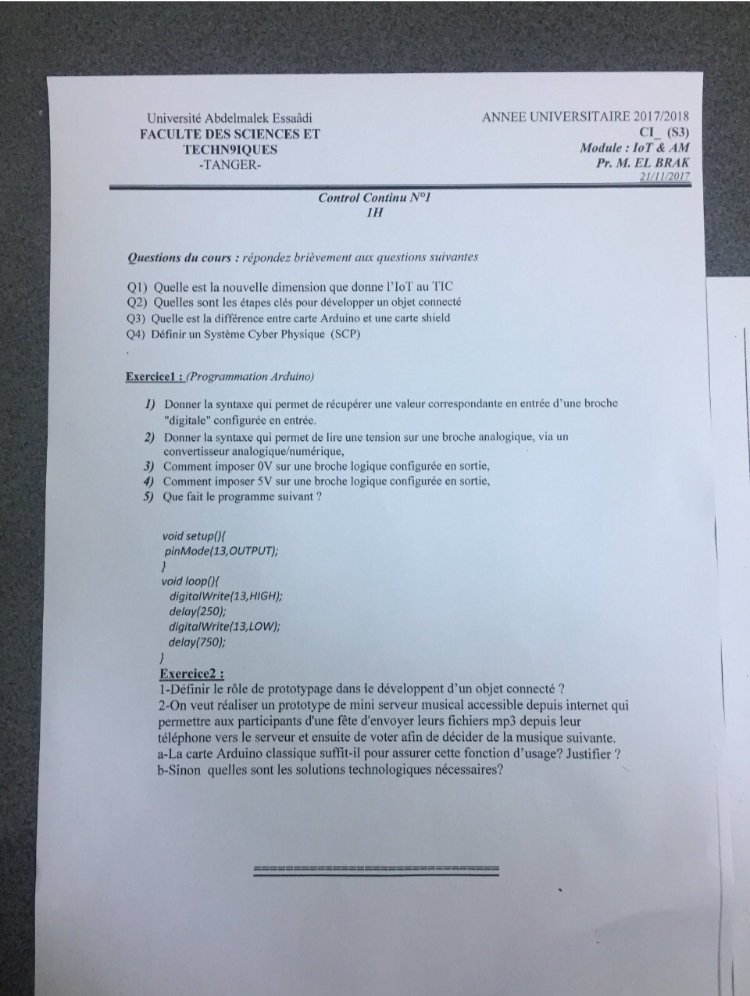 Université Abdelmalek Essaâdi
FACULTE DES SCIENCES ET
TECHN9IQUES
-TANGER-
ANNEE UNIVERSITAIRE 2017/2018
CI_ (S3)
Module : IoT & AM
Pr. M. EL BRAK
21/11/2017
Control Continu N°1
1H
Questions du cours : répondez brièvement aux questions suivantes
Q1) Quelle est la nouvelle dimension que donne l'IoT au TIC
Q2) Quelles sont les étapes clés pour développer un objet connecté
Q3) Quelle est la différence entre carte Arduino et une carte shield
Q4) Définir un Système Cyber Physique (SCP)
.
Exercice1 : (Programmation Arduino)
1) Donner la syntaxe qui permet de récupérer une valeur correspondante en entrée d'une broche
"digitale" configurée en entrée.
2) Donner la syntaxe qui permet de lire une tension sur une broche analogique, via un
convertisseur analogique/numérique,
3) Comment imposer 0V sur une broche logique configurée en sortie,
4) Comment imposer 5V sur une broche logique configurée en sortie,
5) Que fait le programme suivant ?
void setup(){
pinMode(13,OUTPUT);
}
void loop(){
digitalWrite(13,HIGH);
delay(250);
digitalWrite(13,LOW);
delay(750);
}
Exercice2 :
1-Définir le rôle de prototypage dans le développent d'un objet connecté ?
2-On veut réaliser un prototype de mini serveur musical accessible depuis internet qui
permettre aux participants d'une fête d'envoyer leurs fichiers mp3 depuis leur
téléphone vers le serveur et ensuite de voter afin de décider de la musique suivante.
a-La carte Arduino classique suffit-il pour assurer cette fonction d'usage? Justifier ?
b-Sinon quelles sont les solutions technologiques nécessaires?